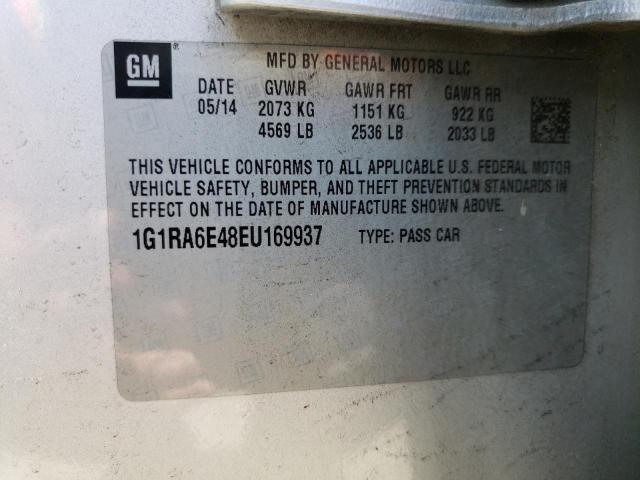 GM
MFD BY GENERAL MOTORS LLC
DATE GVWR GAWR FRT GAWR RR
05/14 2073 KG 1151 KG 922 KG
4569 LB 2536 LB 2033 LB
THIS VEHICLE CONFORMS TO ALL APPLICABLE U.S. FEDERAL MOTOR
VEHICLE SAFETY, BUMPER, AND THEFT PREVENTION STANDARDS IN
EFFECT ON THE DATE OF MANUFACTURE SHOWN ABOVE.
1G1RA6E48EU169937 TYPE: PASS CAR